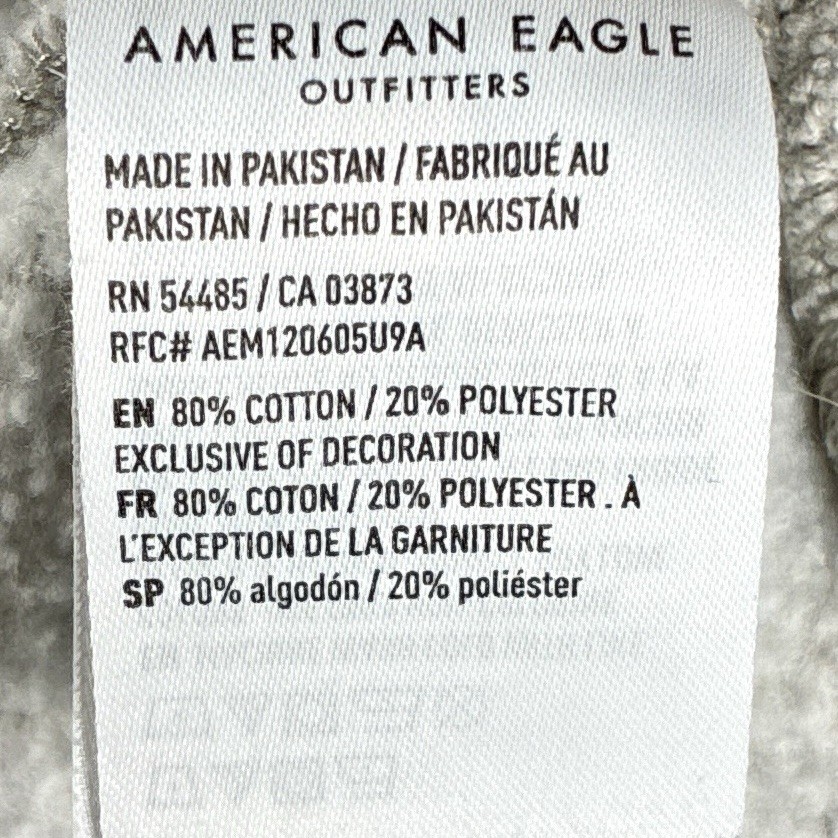 AMERICAN EAGLE
OUTFITTERS
MADE IN PAKISTAN / FABRIQUÉ AU
PAKISTAN / HECHO EN PAKISTÁN
RN 54485 / CA 03873
RFC# AEM120605U9A
EN 80% COTTON / 20% POLYESTER
EXCLUSIVE OF DECORATION
FR 80% COTON / 20% POLYESTER . À
L'EXCEPTION DE LA GARNITURE
SP 80% algodón / 20% poliéster